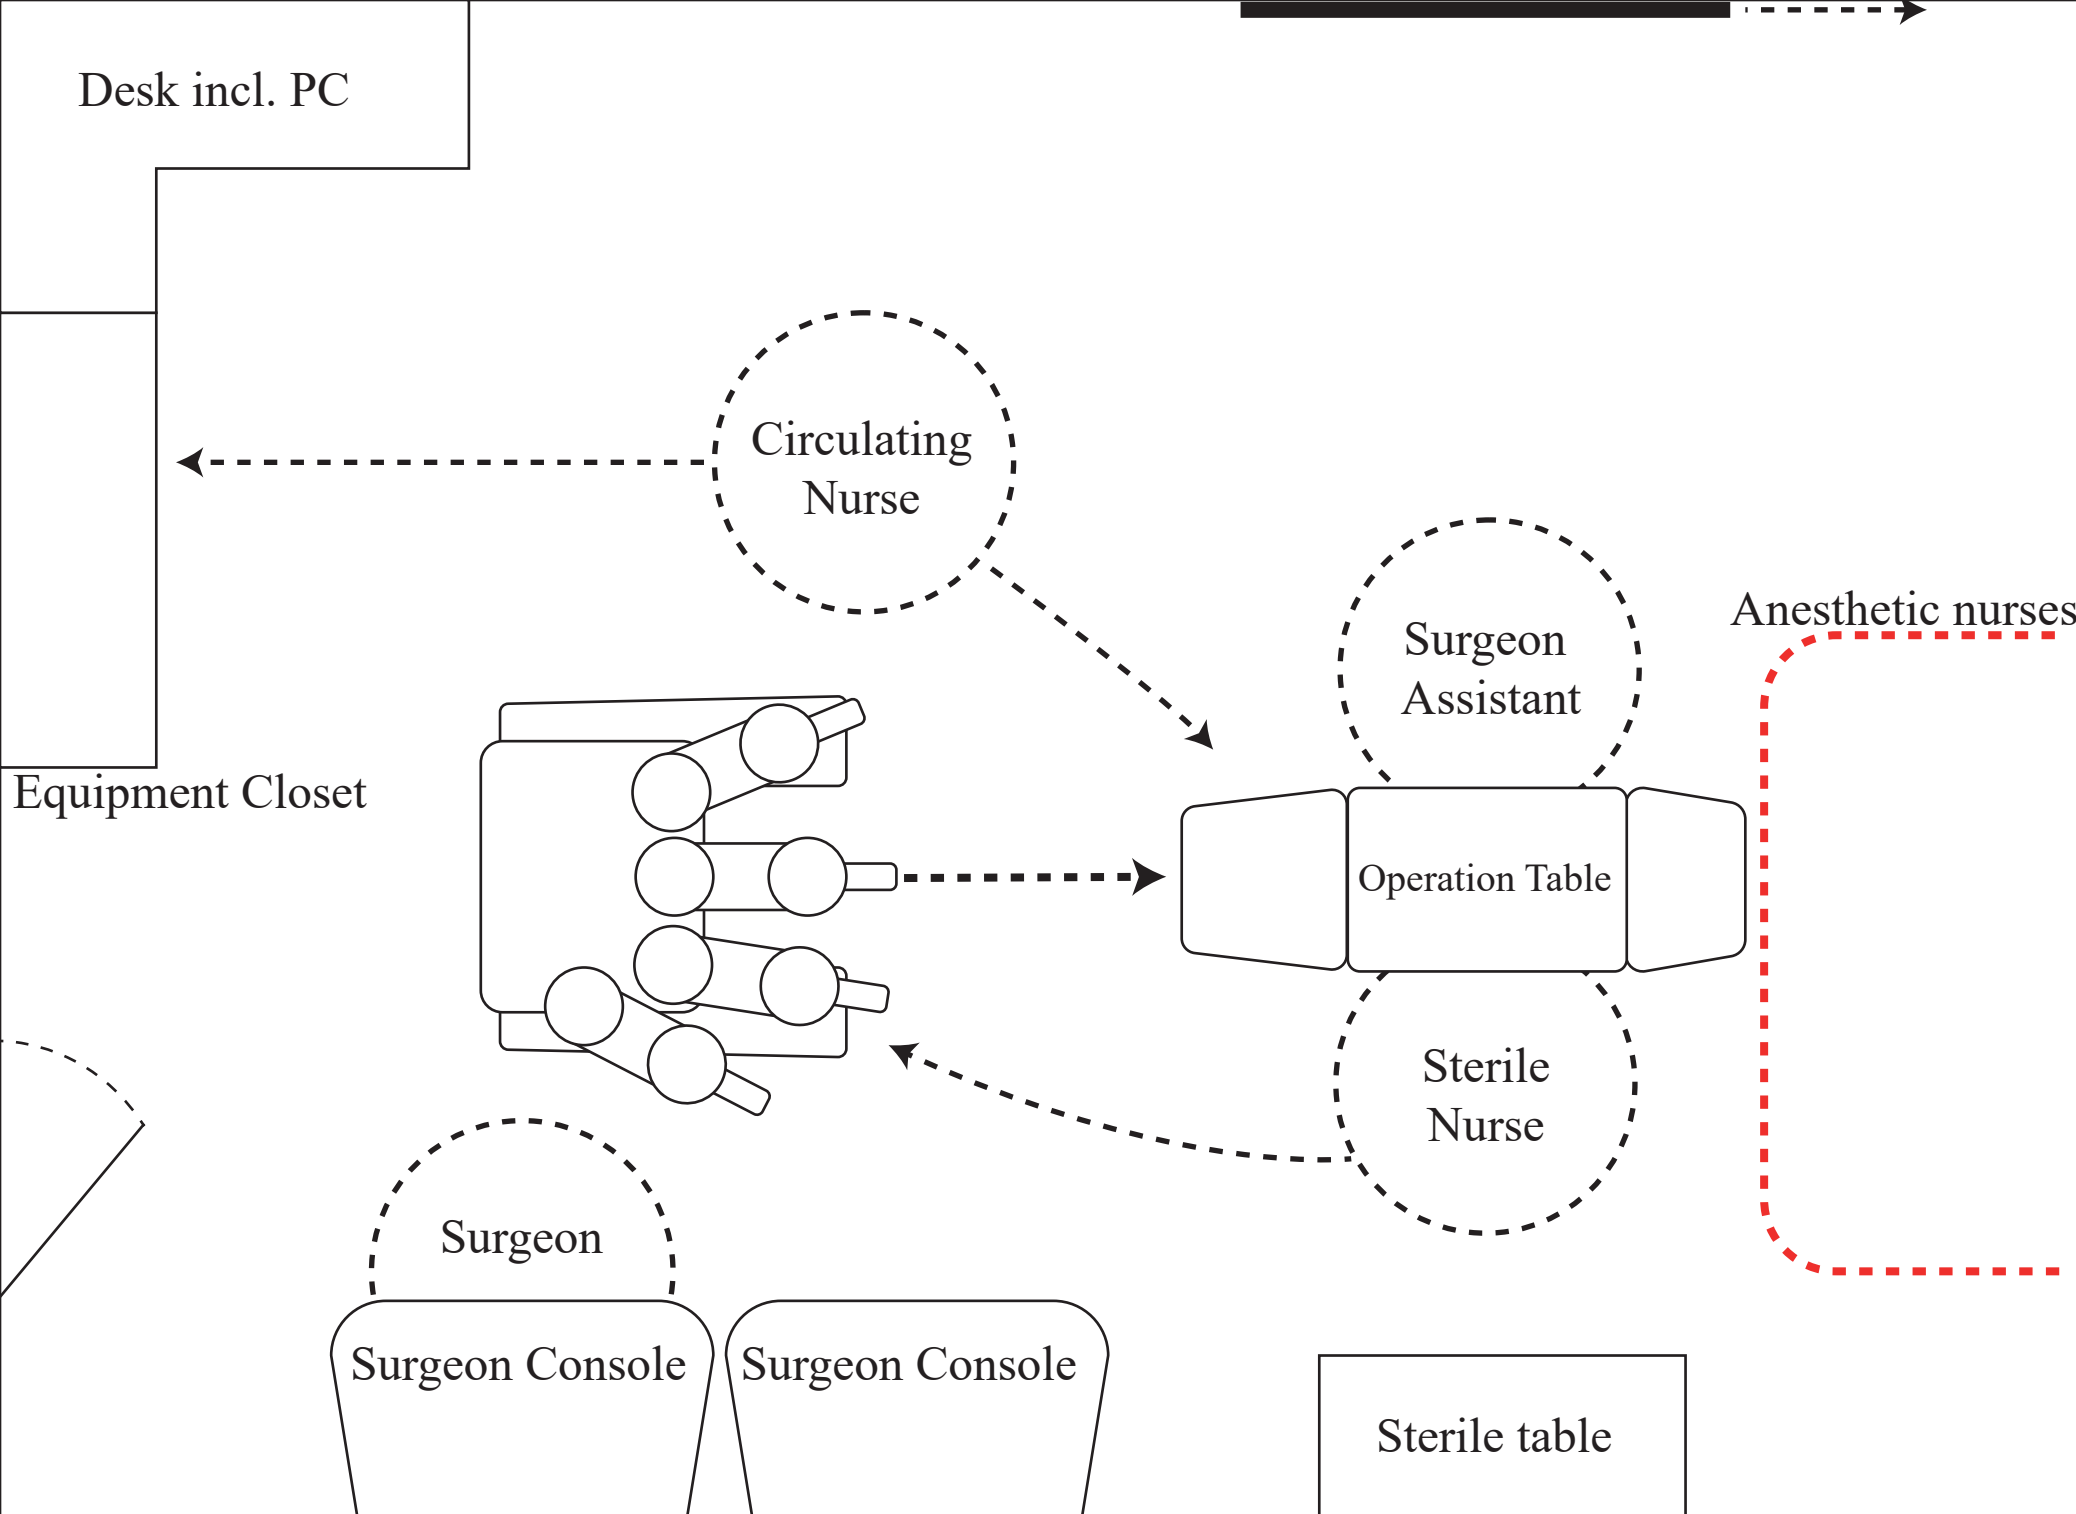 Desk incl. PC
Circulating
Nurse
Surgeon
Assistant
Anesthetic nurses
Equipment Closet
Operation Table
Sterile
Nurse
Surgeon
Surgeon Console
Surgeon Console
Sterile table